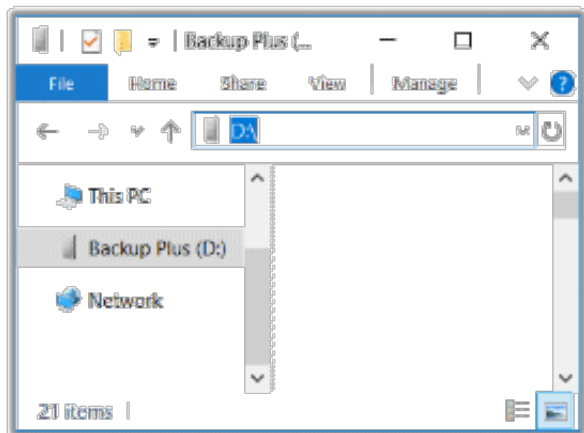 Backup Plus (...
File Home Share View Manage ?
D:\
This PC
Backup Plus (D:)
Network
21 items